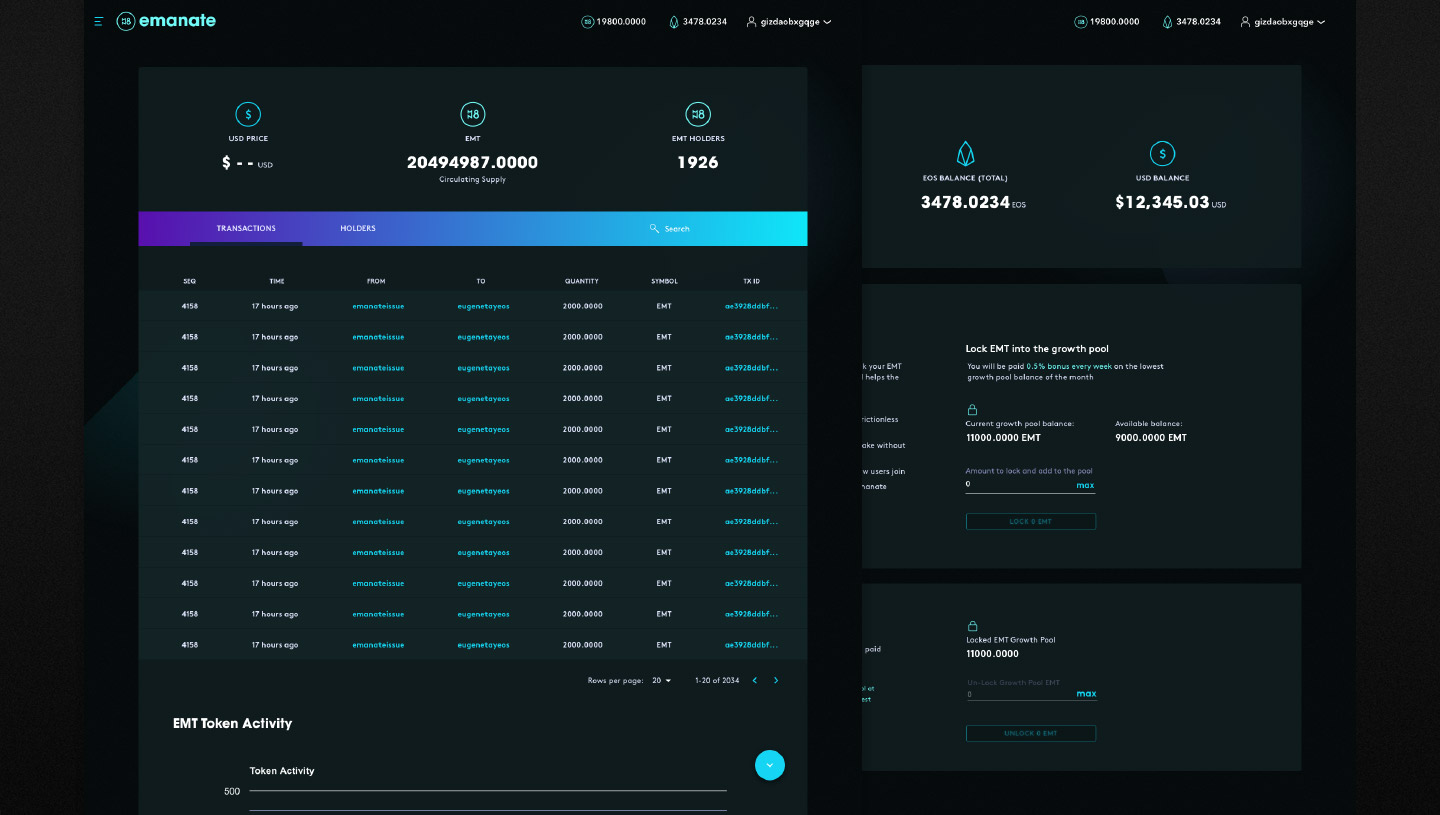 emanate
19800.0000
3478.0234
gizdaobxgqge
USD PRICE
$ - - USD
EMT
20494987.0000
Circulating Supply
EMT HOLDERS
1926
TRANSACTIONS
HOLDERS
Search
SEQ TIME FROM TO QUANTITY SYMBOL TX ID
4158 17 hours ago emanateissue eugenetayeos 2000.0000 EMT ae3928ddbf...
4158 17 hours ago emanateissue eugenetayeos 2000.0000 EMT ae3928ddbf...
4158 17 hours ago emanateissue eugenetayeos 2000.0000 EMT ae3928ddbf...
4158 17 hours ago emanateissue eugenetayeos 2000.0000 EMT ae3928ddbf...
4158 17 hours ago emanateissue eugenetayeos 2000.0000 EMT ae3928ddbf...
4158 17 hours ago emanateissue eugenetayeos 2000.0000 EMT ae3928ddbf...
4158 17 hours ago emanateissue eugenetayeos 2000.0000 EMT ae3928ddbf...
4158 17 hours ago emanateissue eugenetayeos 2000.0000 EMT ae3928ddbf...
4158 17 hours ago emanateissue eugenetayeos 2000.0000 EMT ae3928ddbf...
4158 17 hours ago emanateissue eugenetayeos 2000.0000 EMT ae3928ddbf...
4158 17 hours ago emanateissue eugenetayeos 2000.0000 EMT ae3928ddbf...
4158 17 hours ago emanateissue eugenetayeos 2000.0000 EMT ae3928ddbf...
Rows per page: 20 1-20 of 2034
EMT Token Activity
Token Activity
500
19800.0000
3478.0234
gizdaobxgqge
EOS BALANCE (TOTAL)
3478.0234 EOS
USD BALANCE
$12,345.03 USD
k your EMT
helps the
rictionless
ake without
w users join
nanate
Lock EMT into the growth pool
You will be paid 0.5% bonus every week on the lowest
growth pool balance of the month
Current growth pool balance:
11000.0000 EMT
Available balance:
9000.0000 EMT
Amount to lock and add to the pool
0 max
LOCK 0 EMT
paid
est
Locked EMT Growth Pool
11000.0000
Un-Lock Growth Pool EMT
0 max
UNLOCK 0 EMT